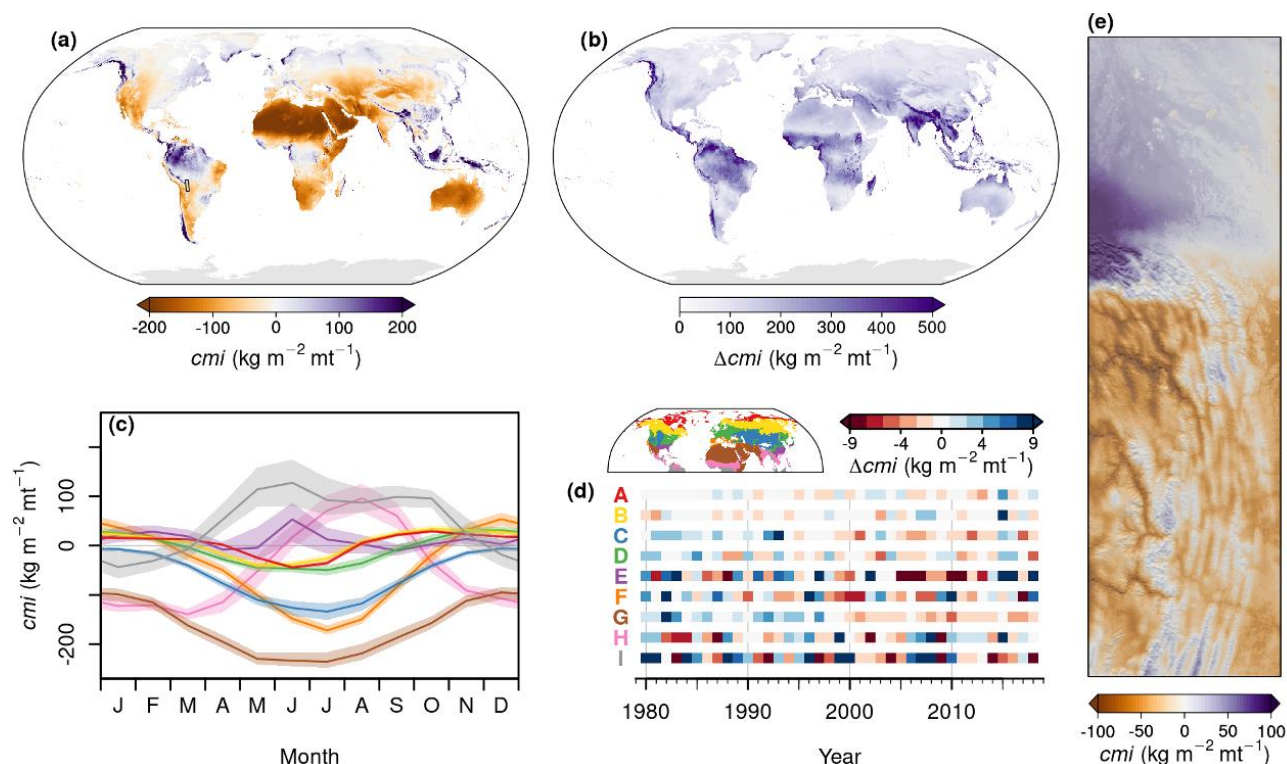 (a)
-200 -100 0 100 200
cmi (kg m−2 mt−1)
(b)
0 100 200 300 400 500
Δcmi (kg m−2 mt−1)
(c)
cmi (kg m−2 mt−1)
100
0
-200
J F M A M J J A S O N D
Month
-9 -4 0 4 9
Δcmi (kg m−2 mt−1)
(d)
A
B
C
D
E
F
G
H
I
1980 1990 2000 2010
Year
(e)
-100 -50 0 50 100
cmi (kg m−2 mt−1)